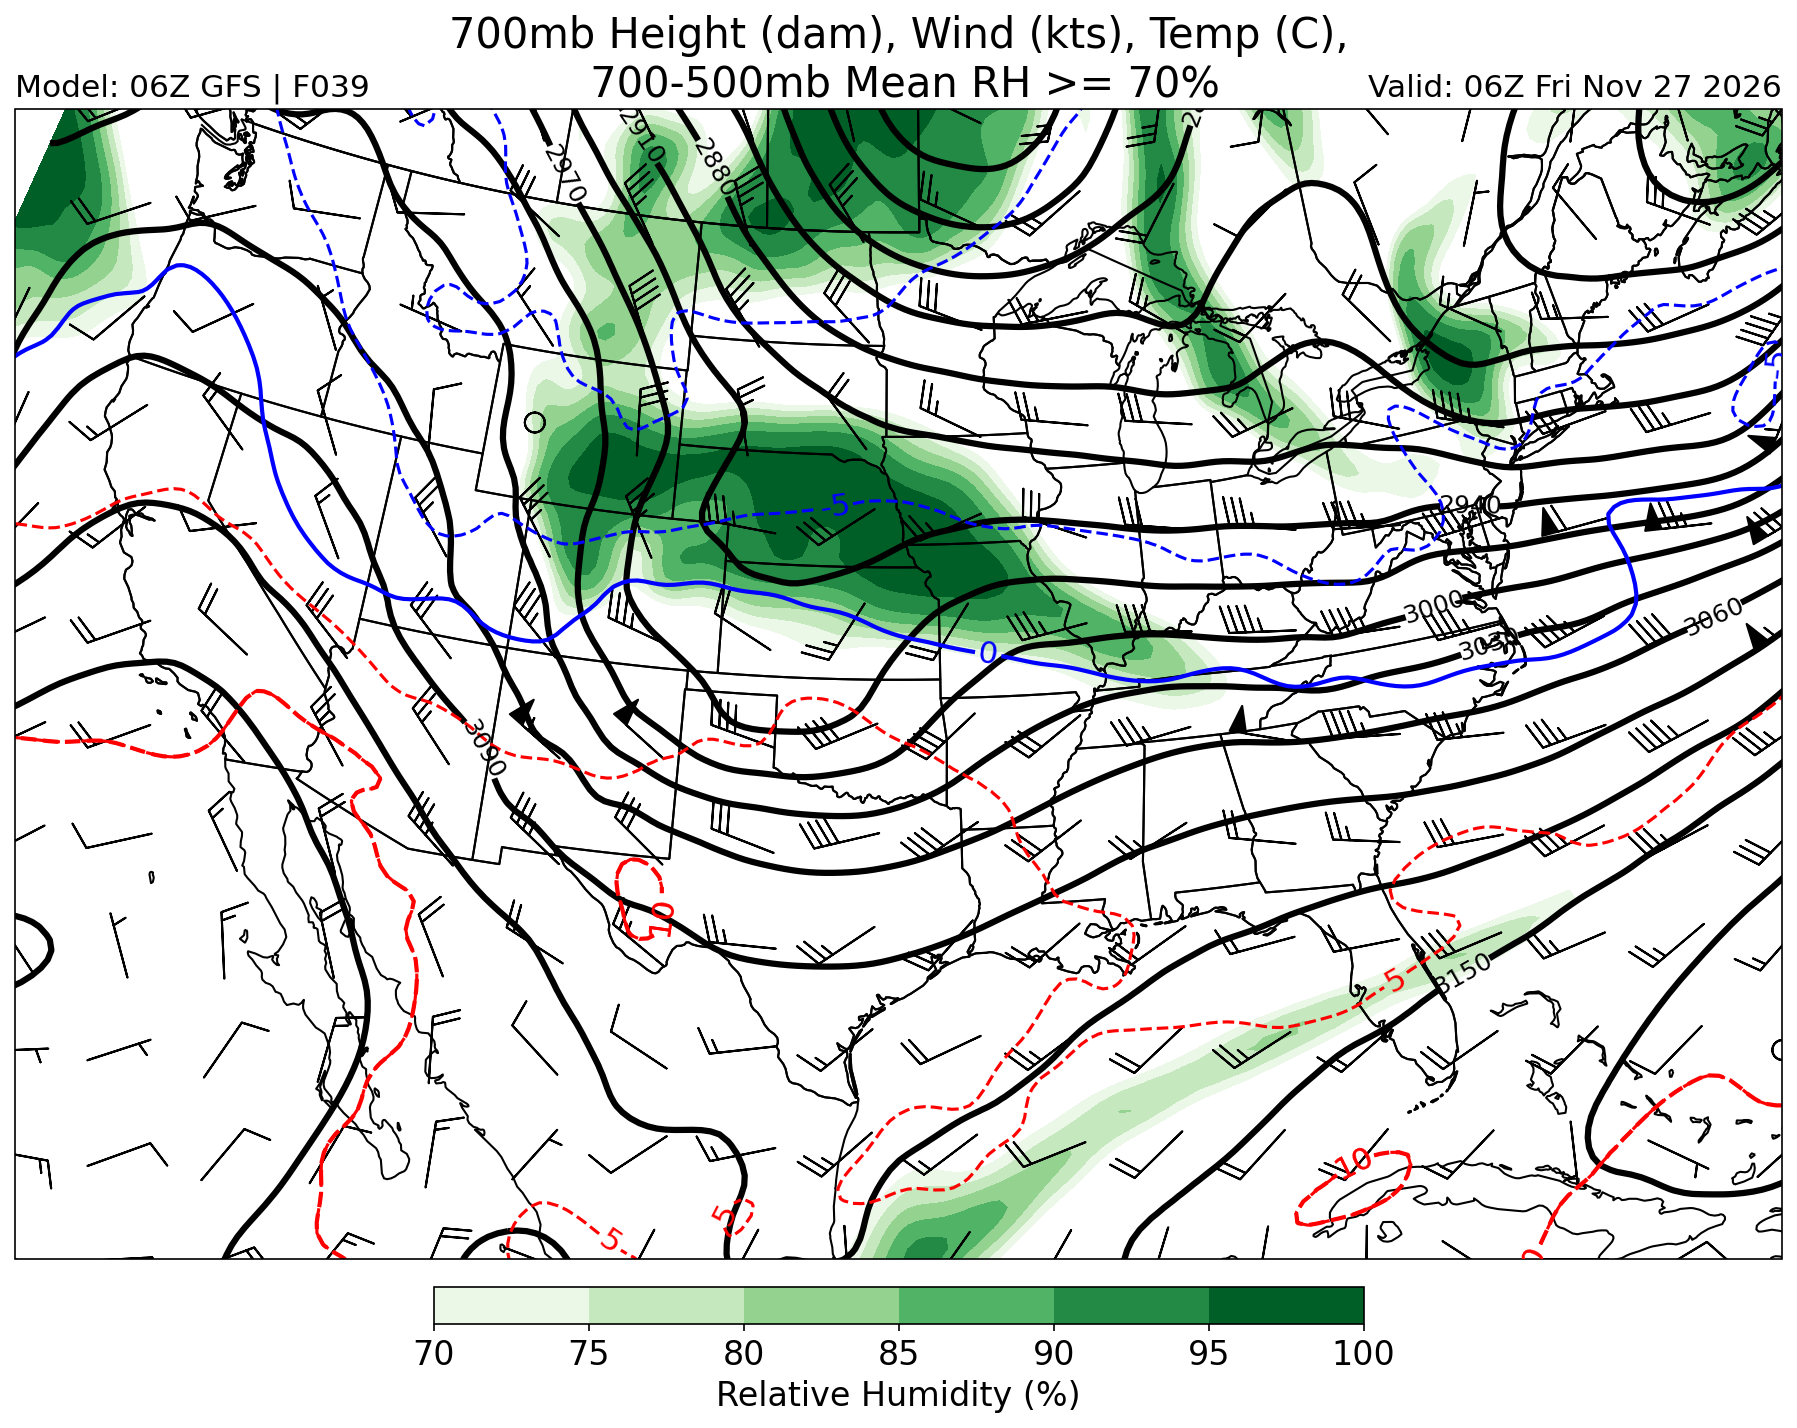 700mb Height (dam), Wind (kts), Temp (C),
700-500mb Mean RH >= 70%
Model: 06Z GFS | F039
Valid: 06Z Fri Nov 27 2026
2910
2880
2970
-5
2940
3000
3030
3060
0
3090
10
5
3150
10
5
5
70 75 80 85 90 95 100
Relative Humidity (%)